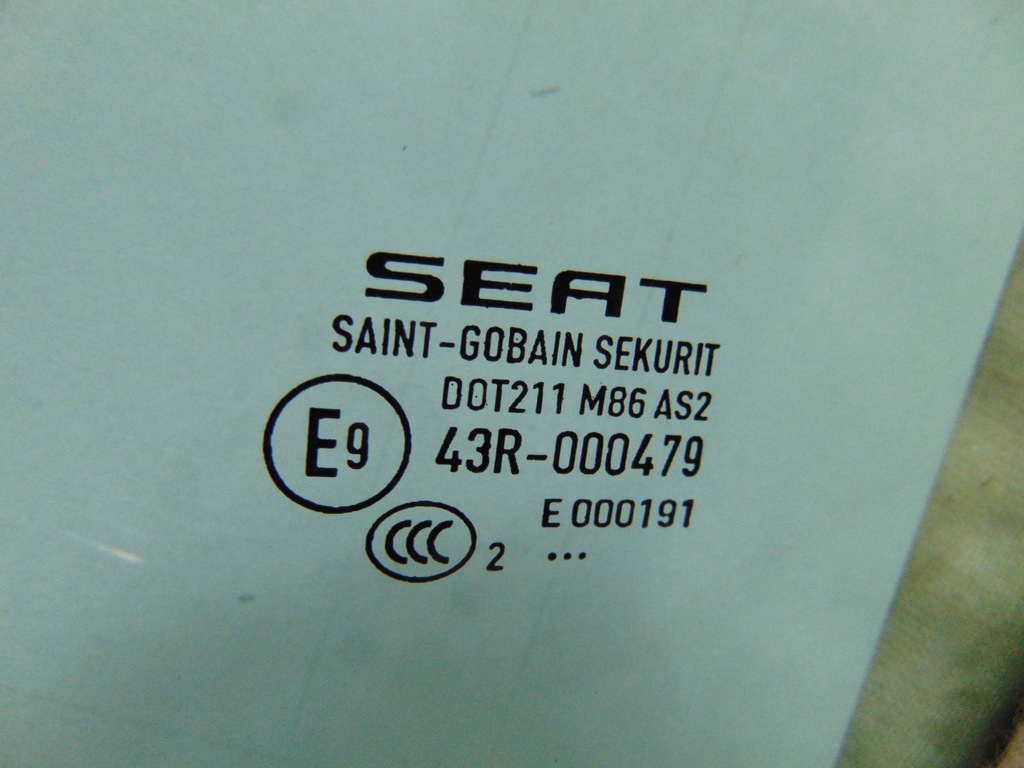 SEAT
SAINT-GOBAIN SEKURIT
DOT211 M86 AS2
E9 43R-000479
E 000191
CCC 2 ...